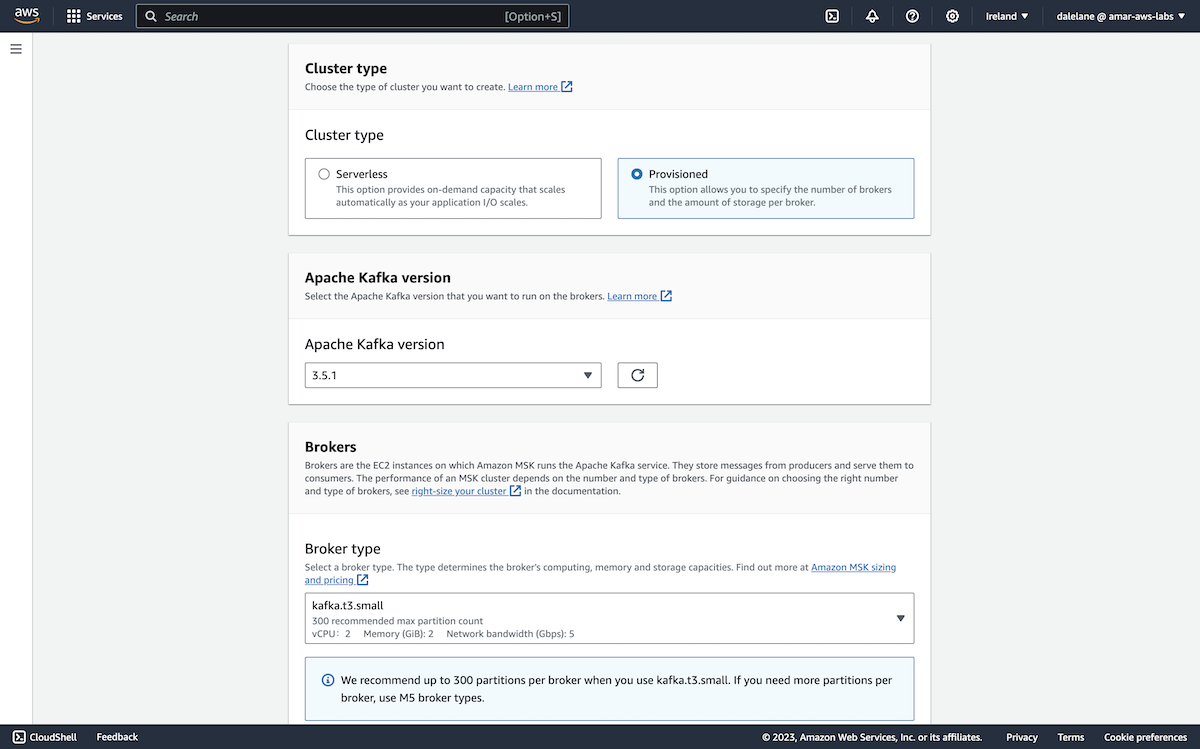 aws
Services
Search
[Option+S]
Ireland
dalelane @ amar-aws-labs
Cluster type
Choose the type of cluster you want to create. Learn more
Cluster type
Serverless
This option provides on-demand capacity that scales
automatically as your application I/O scales.
Provisioned
This option allows you to specify the number of brokers
and the amount of storage per broker.
Apache Kafka version
Select the Apache Kafka version that you want to run on the brokers. Learn more
Apache Kafka version
3.5.1
Brokers
Brokers are the EC2 instances on which Amazon MSK runs the Apache Kafka service. They store messages from producers and serve them to
consumers. The performance of an MSK cluster depends on the number and type of brokers. For guidance on choosing the right number
and type of brokers, see right-size your cluster in the documentation.
Broker type
Select a broker type. The type determines the broker's computing, memory and storage capacities. Find out more at Amazon MSK sizing
and pricing
kafka.t3.small
300 recommended max partition count
vCPU: 2 Memory (GiB): 2 Network bandwidth (Gbps): 5
We recommend up to 300 partitions per broker when you use kafka.t3.small. If you need more partitions per
broker, use M5 broker types.
CloudShell
Feedback
© 2023, Amazon Web Services, Inc. or its affiliates.
Privacy
Terms
Cookie preferences